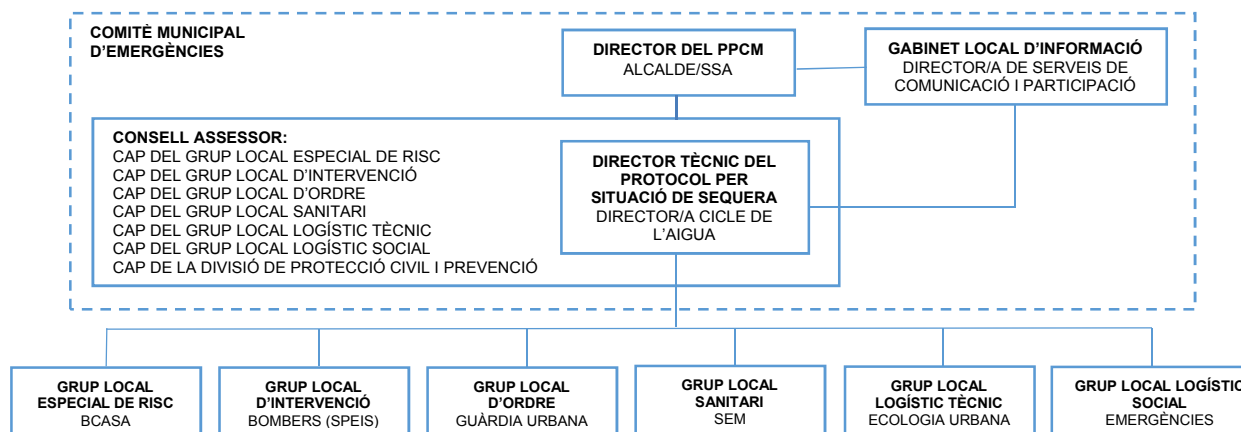 COMITÈ MUNICIPAL
D'EMERGÈNCIES
DIRECTOR DEL PPCM
ALCALDE/SSA
GABINET LOCAL D'INFORMACIÓ
DIRECTOR/A DE SERVEIS DE
COMUNICACIÓ I PARTICIPACIÓ
CONSELL ASSESSOR:
CAP DEL GRUP LOCAL ESPECIAL DE RISC
CAP DEL GRUP LOCAL D'INTERVENCIÓ
CAP DEL GRUP LOCAL D'ORDRE
CAP DEL GRUP LOCAL SANITARI
CAP DEL GRUP LOCAL LOGÍSTIC TÈCNIC
CAP DEL GRUP LOCAL LOGÍSTIC SOCIAL
CAP DE LA DIVISIÓ DE PROTECCIÓ CIVIL I PREVENCIÓ
DIRECTOR TÈCNIC DEL
PROTOCOL PER
SITUACIÓ DE SEQUERA
DIRECTOR/A CICLE DE
L'AIGUA
GRUP LOCAL
ESPECIAL DE RISC
BCASA
GRUP LOCAL
D'INTERVENCIÓ
BOMBERS (SPEIS)
GRUP LOCAL
D'ORDRE
GUÀRDIA URBANA
GRUP LOCAL
SANITARI
SEM
GRUP LOCAL
LOGÍSTIC TÈCNIC
ECOLOGIA URBANA
GRUP LOCAL LOGÍSTIC
SOCIAL
EMERGÈNCIES